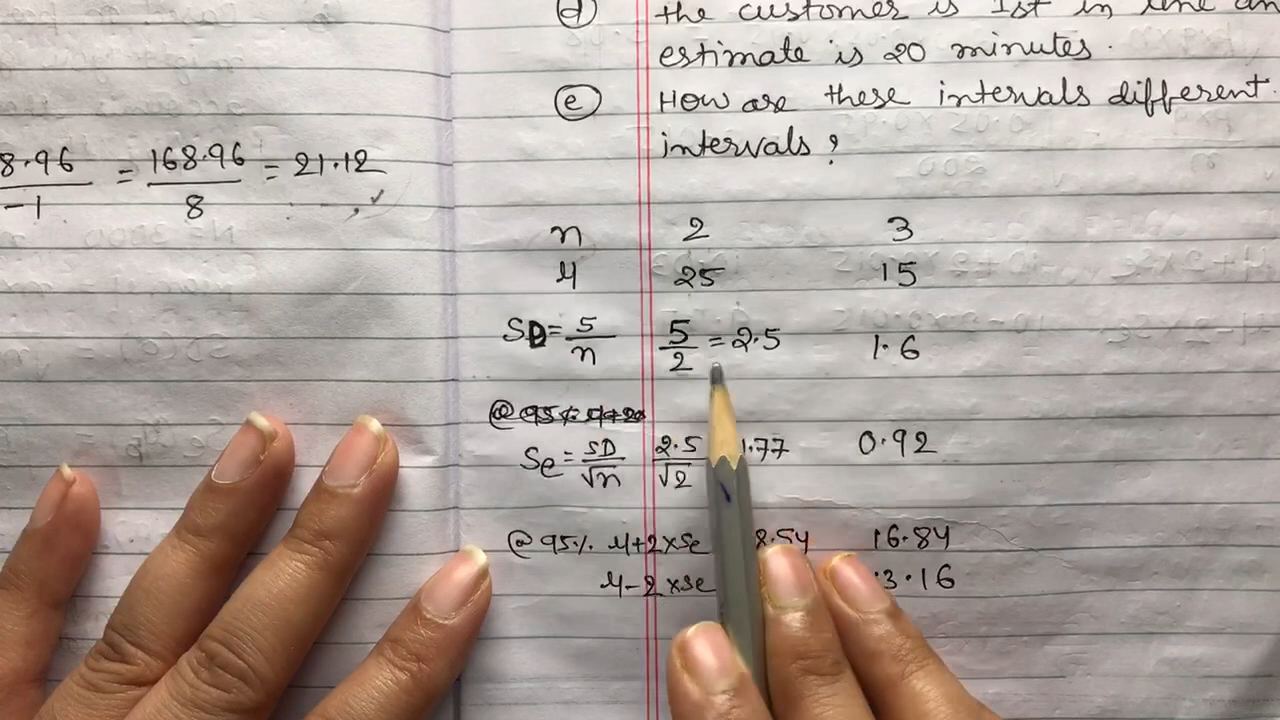 8.96 / -1 = 168.96 / 8 = 21.12 ✓
(d) the customer is 1st in line an
estimate is 20 minutes.
(e) How are these intervals different
intervals?
n 2 3
μ 25 15
SD = 5/n 5/2 = 2.5 1.6
Se = SD/√n 2.5/√2 1.77 0.92
@ 95% μ+2×Se 8.54 16.84
μ-2×Se 3.16